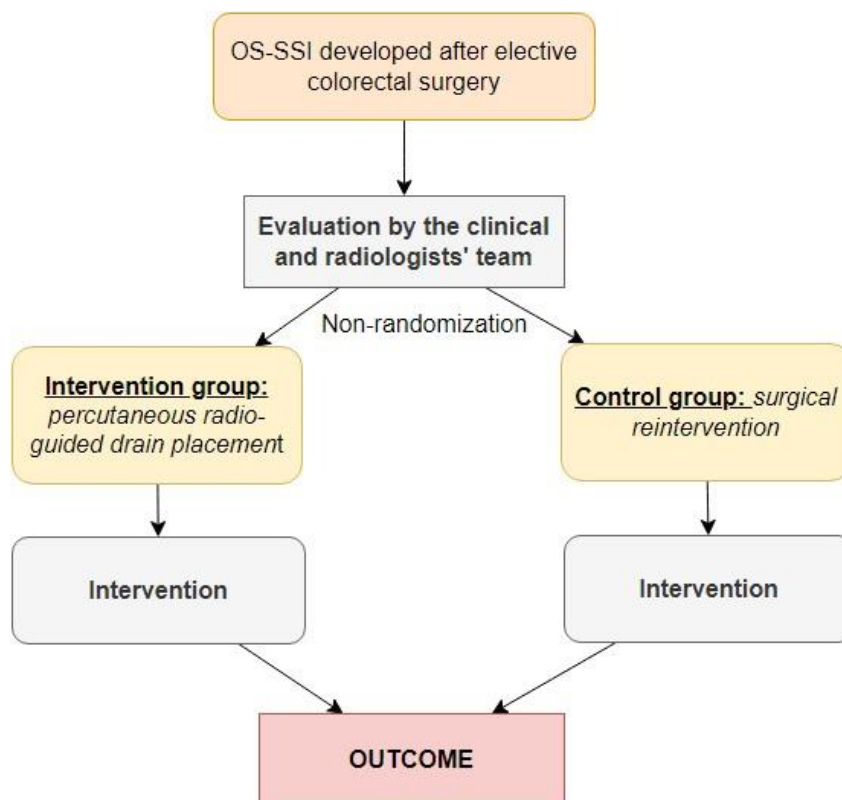 OS-SSI developed after elective
colorectal surgery
Evaluation by the clinical
and radiologists' team
Non-randomization
Intervention group:
percutaneous radio-
guided drain placement
Control group: surgical
reintervention
Intervention
Intervention
OUTCOME